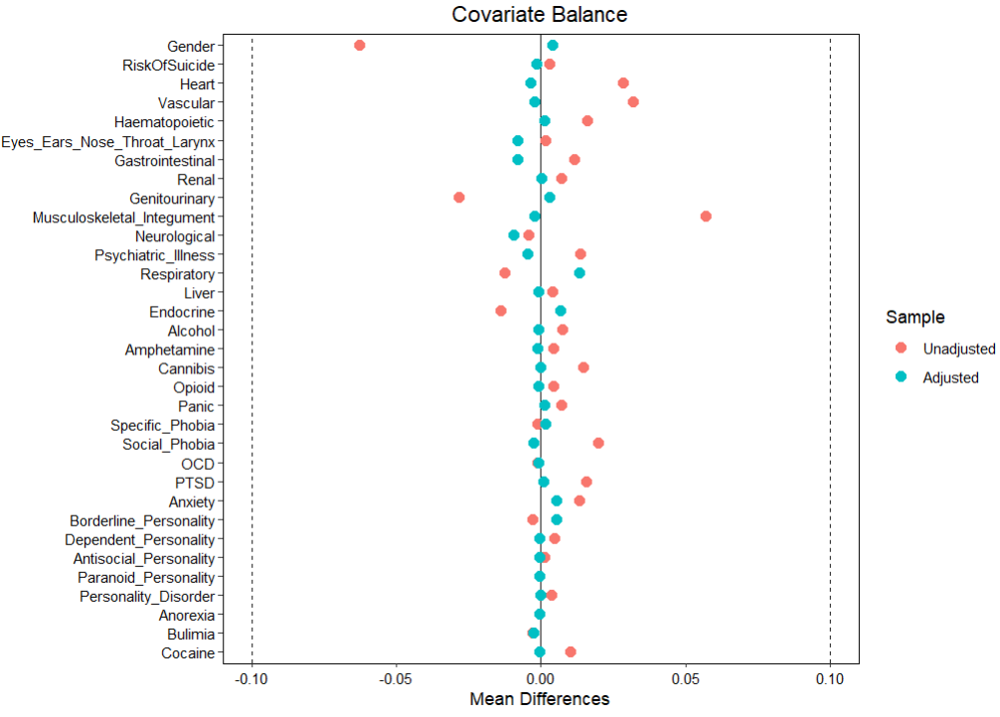 Covariate Balance
Gender
RiskOfSuicide
Heart
Vascular
Haematopoietic
Eyes_Ears_Nose_Throat_Larynx
Gastrointestinal
Renal
Genitourinary
Musculoskeletal_Integument
Neurological
Psychiatric_Illness
Respiratory
Liver
Endocrine
Alcohol
Amphetamine
Cannibis
Opioid
Panic
Specific_Phobia
Social_Phobia
OCD
PTSD
Anxiety
Borderline_Personality
Dependent_Personality
Antisocial_Personality
Paranoid_Personality
Personality_Disorder
Anorexia
Bulimia
Cocaine
-0.10 -0.05 0.00 0.05 0.10
Mean Differences
Sample
Unadjusted
Adjusted